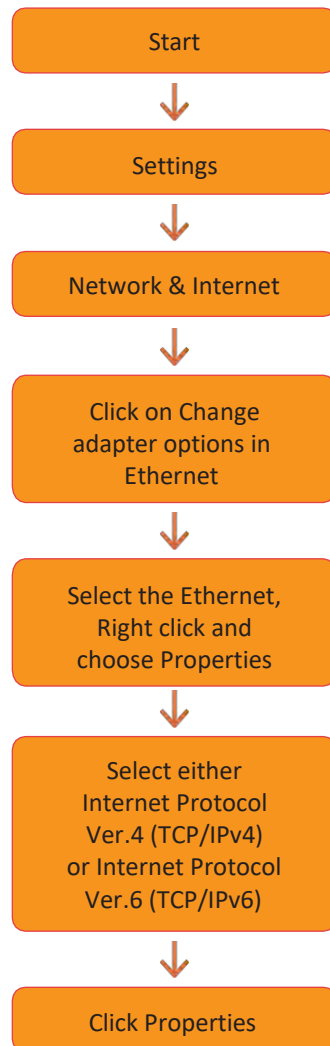 Start
Settings
Network & Internet
Click on Change
adapter options in
Ethernet
Select the Ethernet,
Right click and
choose Properties
Select either
Internet Protocol
Ver.4 (TCP/IPv4)
or Internet Protocol
Ver.6 (TCP/IPv6)
Click Properties